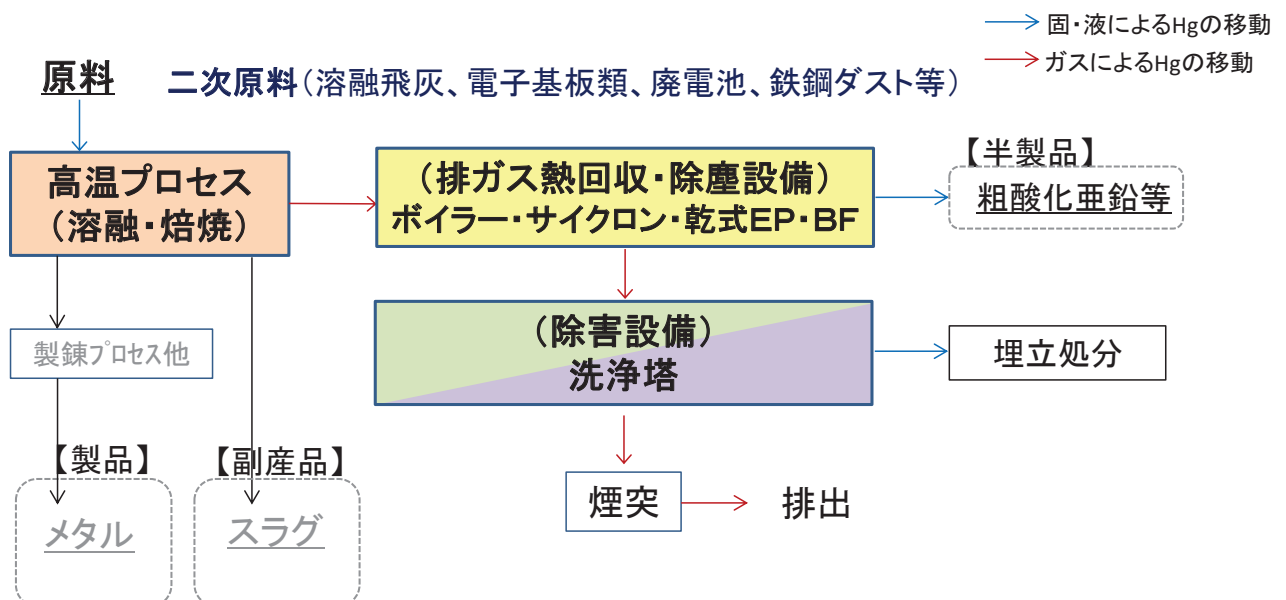 固・液によるHgの移動
ガスによるHgの移動
原料 二次原料(溶融飛灰、電子基板類、廃電池、鉄鋼ダスト等)
高温プロセス
(溶融・焙焼)
(排ガス熱回収・除塵設備)
ボイラー・サイクロン・乾式EP・BF
【半製品】
粗酸化亜鉛等
(除害設備)
洗浄塔
埋立処分
製錬プロセス他
【製品】
メタル
【副産品】
スラグ
煙突
排出